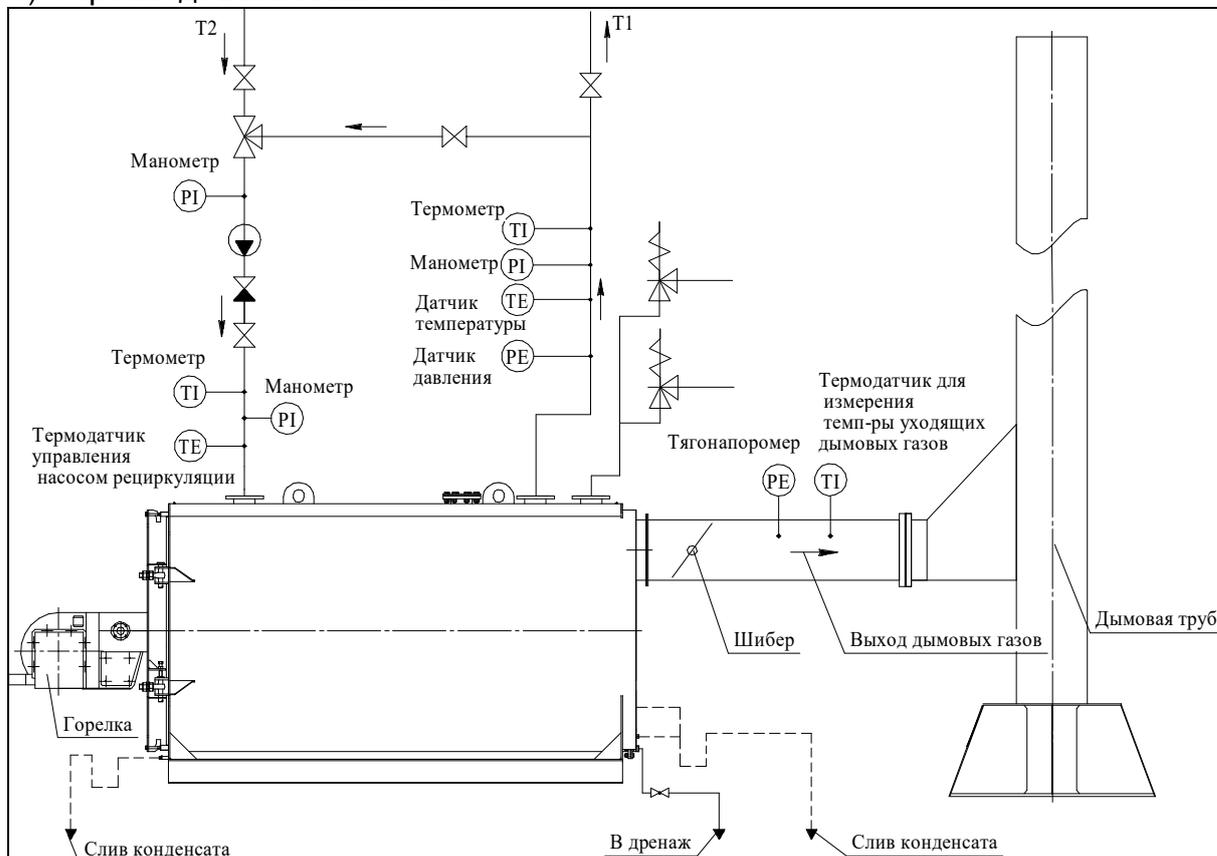 T2
T1
Манометр
PI
Термометр
TI
Манометр
PI
TE
Датчик
температуры
Датчик
давления
PE
Термометр
TI
Манометр
PI
Термодатчик
управления
насосом рециркуляции
TE
Термодатчик для
измерения
темп-ры уходящих
дымовых газов
Тягонапоромер
PE
TI
Дымовая труб
Шибер
Выход дымовых газов
Горелка
Слив конденсата
В дренаж
Слив конденсата